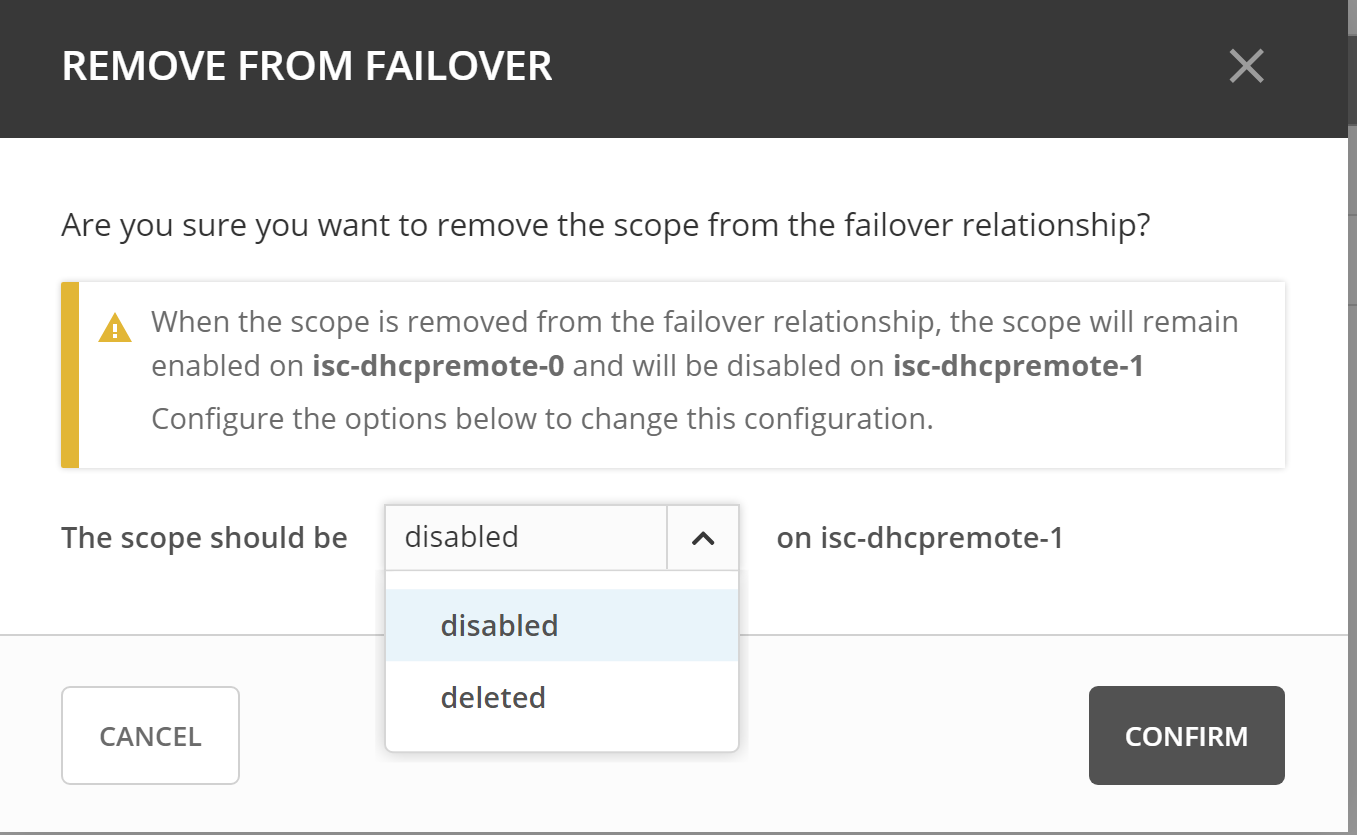 REMOVE FROM FAILOVER
Are you sure you want to remove the scope from the failover relationship?
When the scope is removed from the failover relationship, the scope will remain
enabled on isc-dhcpremote-0 and will be disabled on isc-dhcpremote-1
Configure the options below to change this configuration.
The scope should be disabled on isc-dhcpremote-1
disabled
deleted
CANCEL CONFIRM